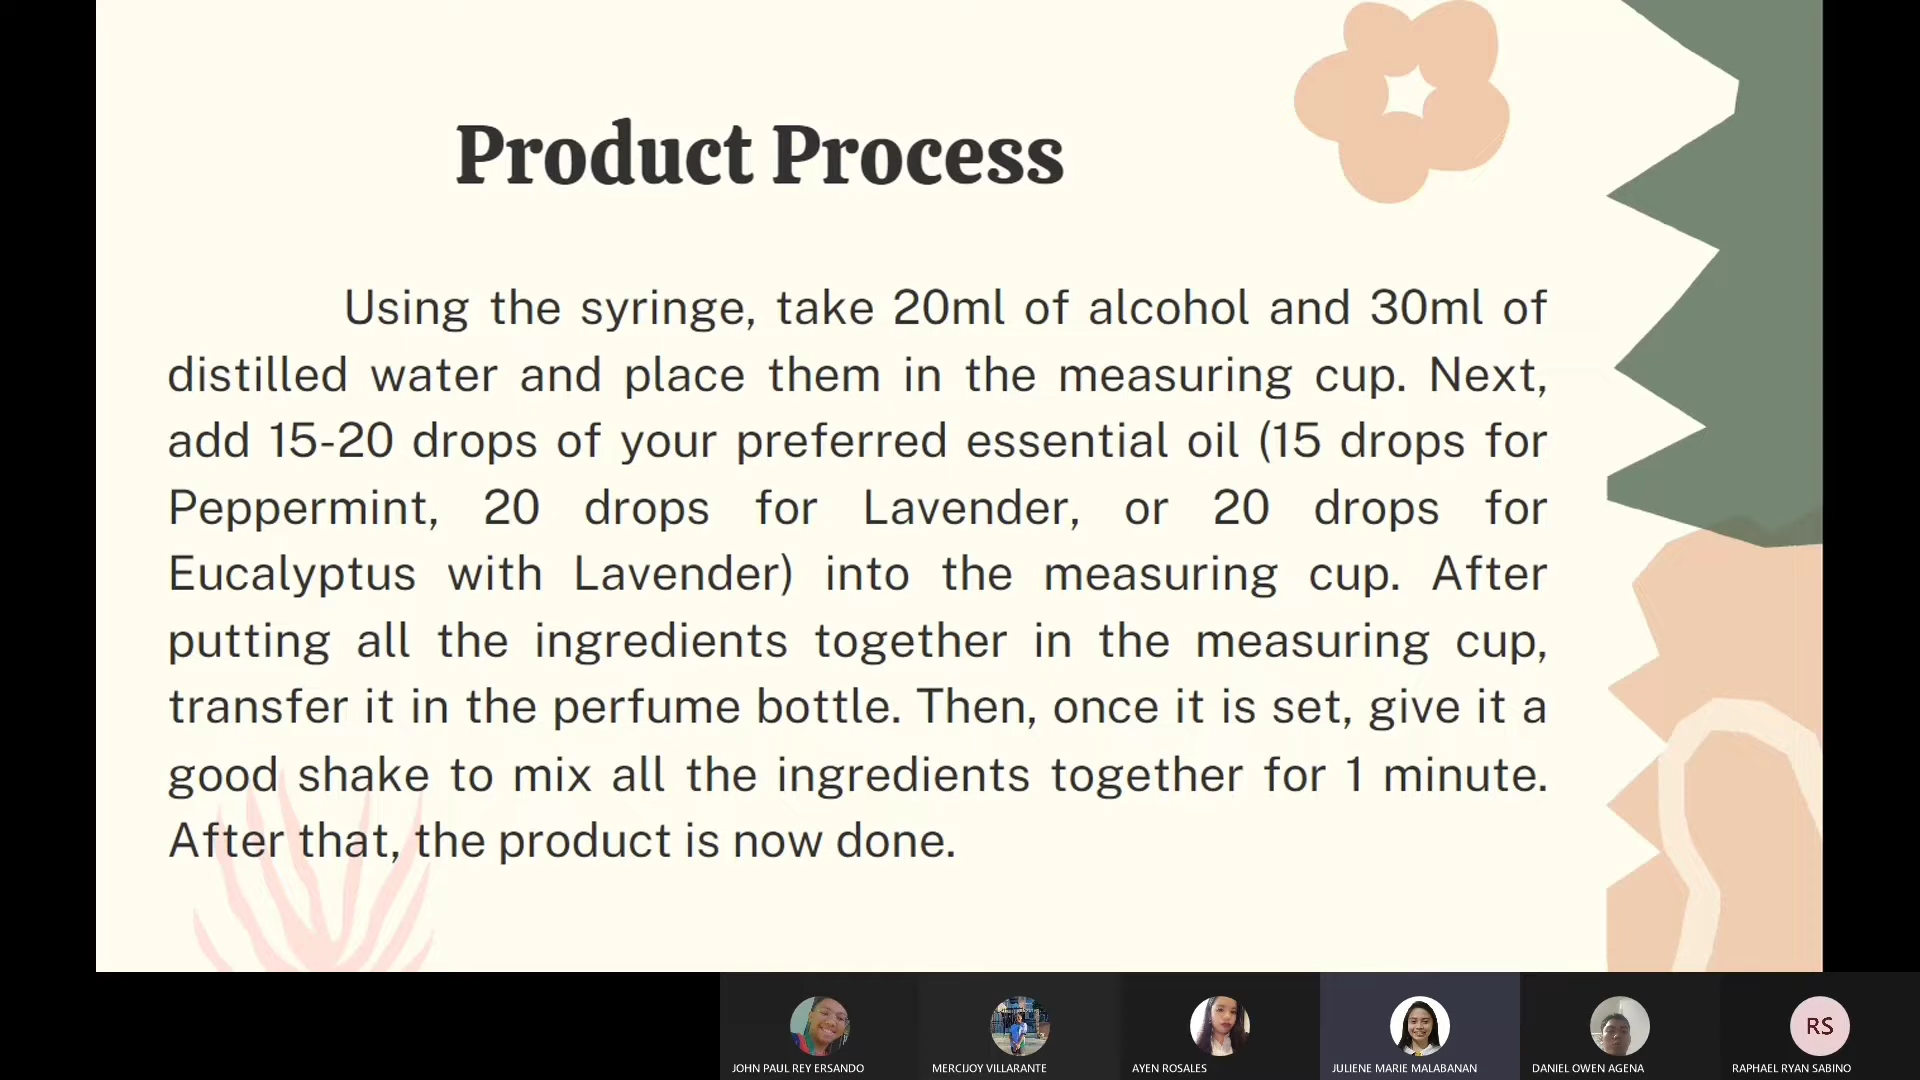 Product Process
Using the syringe, take 20ml of alcohol and 30ml of
distilled water and place them in the measuring cup. Next,
add 15-20 drops of your preferred essential oil (15 drops for
Peppermint, 20 drops for Lavender, or 20 drops for
Eucalyptus with Lavender) into the measuring cup. After
putting all the ingredients together in the measuring cup,
transfer it in the perfume bottle. Then, once it is set, give it a
good shake to mix all the ingredients together for 1 minute.
After that, the product is now done.
RS
JOHN PAUL REY ERSANDO
MERCIJOY VILLARANTE
AYEN ROSALES
JULIENE MARIE MALABANAN
DANIEL OWEN AGENA
RAPHAEL RYAN SABINO